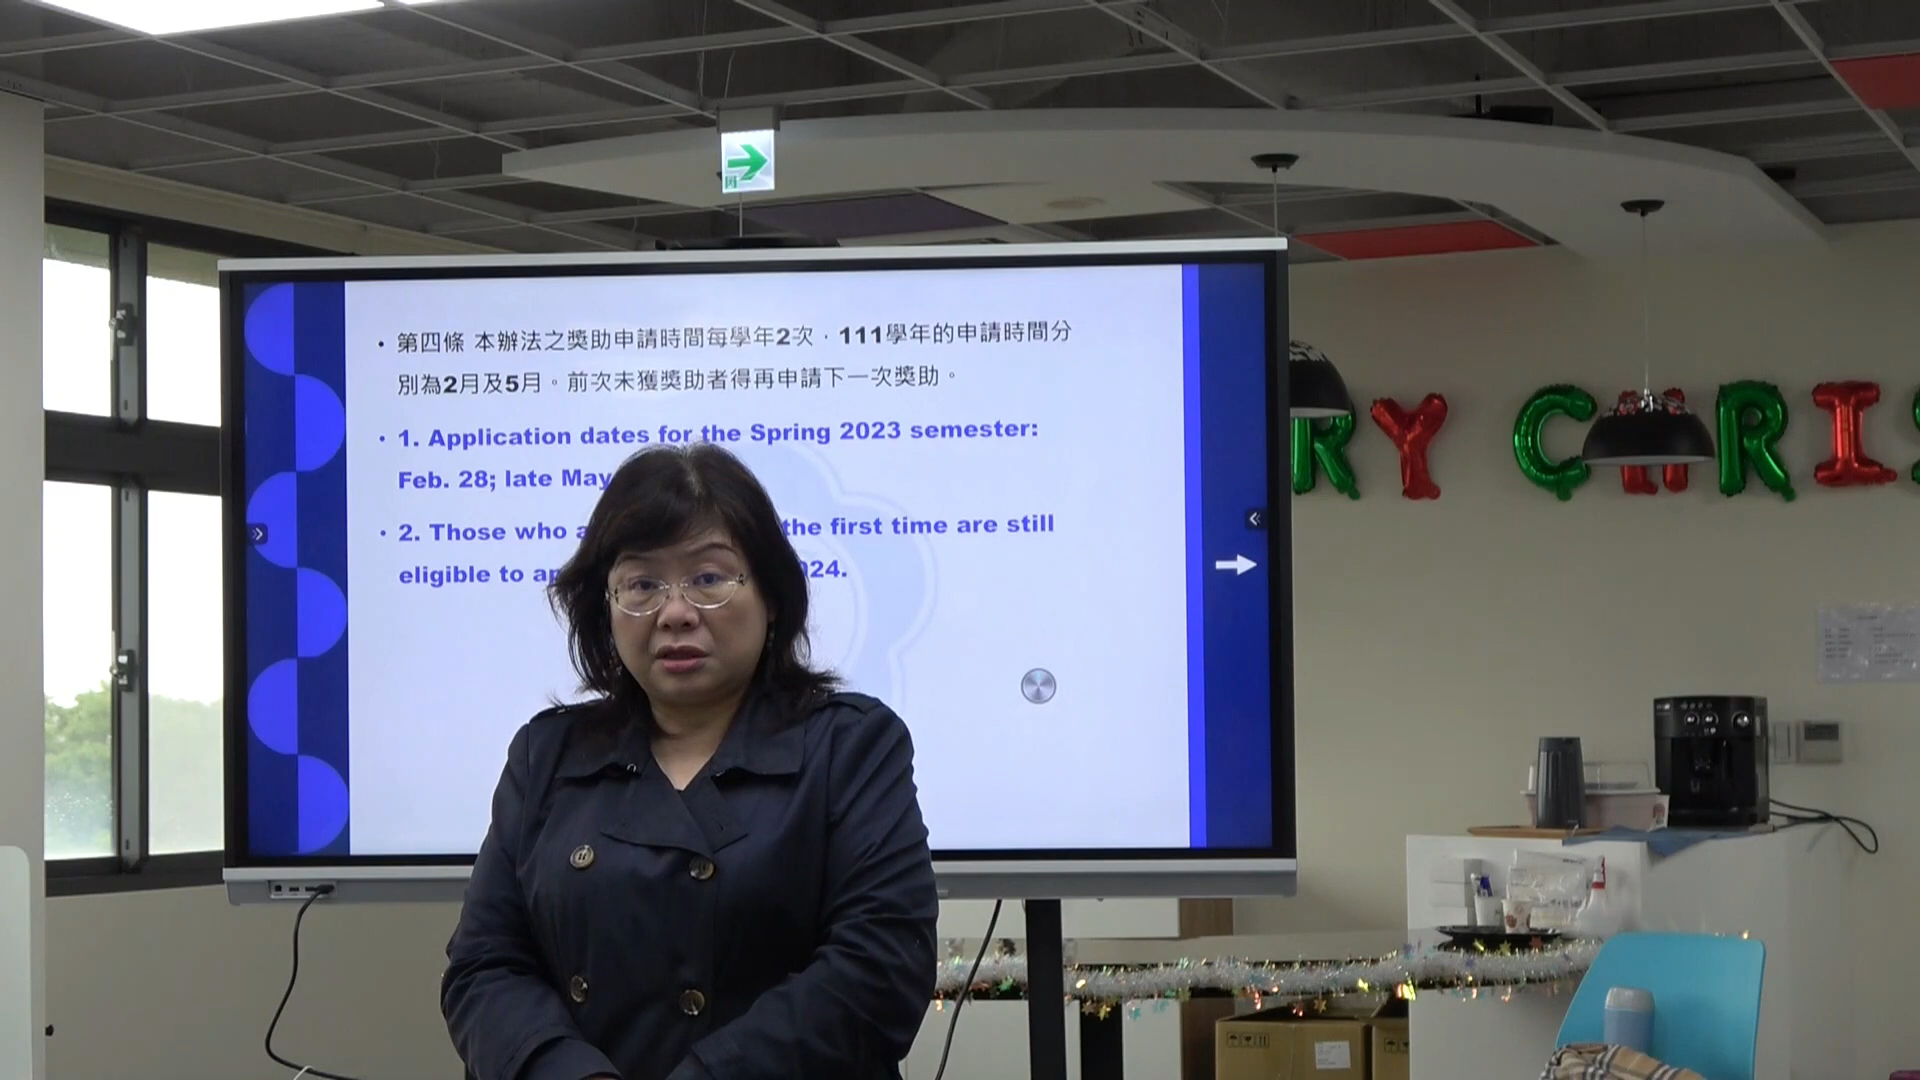 • 第四條 本辦法之獎助申請時間每學年2次，111學年的申請時間分
別為2月及5月。前次未獲獎助者得再申請下一次獎助。
• 1. Application dates for the Spring 2023 semester:
Feb. 28; late May
• 2. Those who the first time are still
eligible to 024.
RY CHRIS